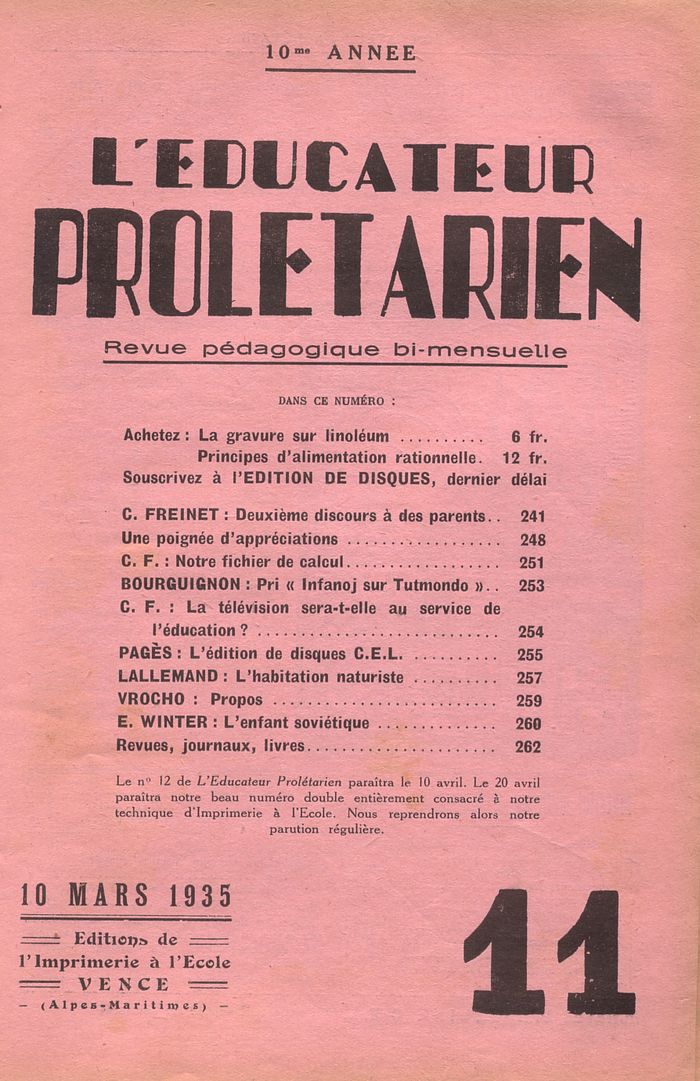 10me ANNEE
L'EDUCATEUR
PROLETARIEN
Revue pédagogique bi-mensuelle
DANS CE NUMÉRO :
Achetez : La gravure sur linoléum .......... 6 fr.
Principes d'alimentation rationnelle. 12 fr.
Souscrivez à l'EDITION DE DISQUES, dernier délai
C. FREINET : Deuxième discours à des parents.. 241
Une poignée d'appréciations .................. 248
C. F. : Notre fichier de calcul.................. 251
BOURGUIGNON : Pri « Infanoj sur Tutmondo ».. 253
C. F. : La télévision sera-t-elle au service de
l'éducation ? ............................ 254
PAGÈS : L'édition de disques C.E.L. .......... 255
LALLEMAND : L'habitation naturiste .......... 257
VROCHO : Propos .......................... 259
E. WINTER : L'enfant soviétique .............. 260
Revues, journaux, livres...................... 262
Le no 12 de L'Educateur Prolétarien paraîtra le 10 avril. Le 20 avril
paraîtra notre beau numéro double entièrement consacré à notre
technique d'Imprimerie à l'Ecole. Nous reprendrons alors notre
parution régulière.
10 MARS 1935
Editions de
l'Imprimerie à l'Ecole
VENCE
- (Alpes-Maritimes) -
11